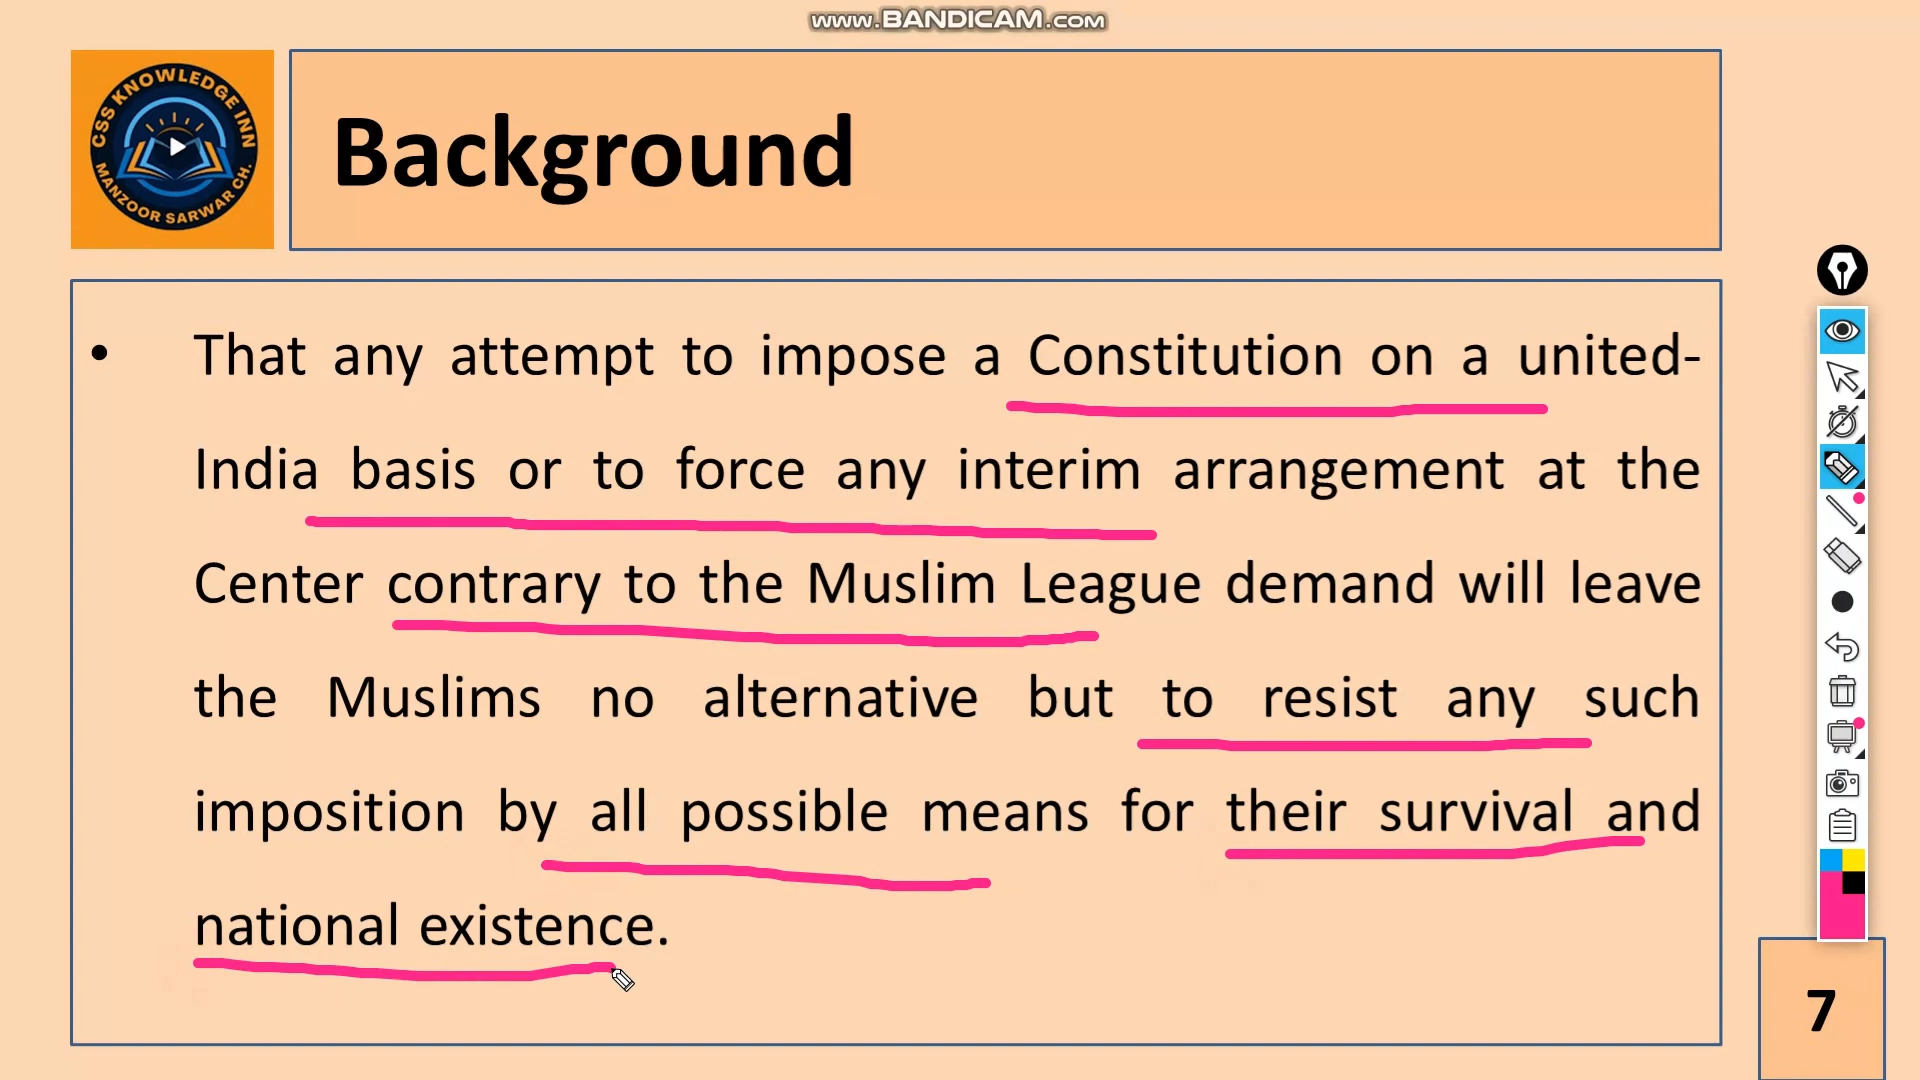 www.BANDICAM.com
CSS KNOWLEDGE INN
MANZOOR SARWAR CH.
Background
• That any attempt to impose a Constitution on a united-
India basis or to force any interim arrangement at the
Center contrary to the Muslim League demand will leave
the Muslims no alternative but to resist any such
imposition by all possible means for their survival and
national existence.
7